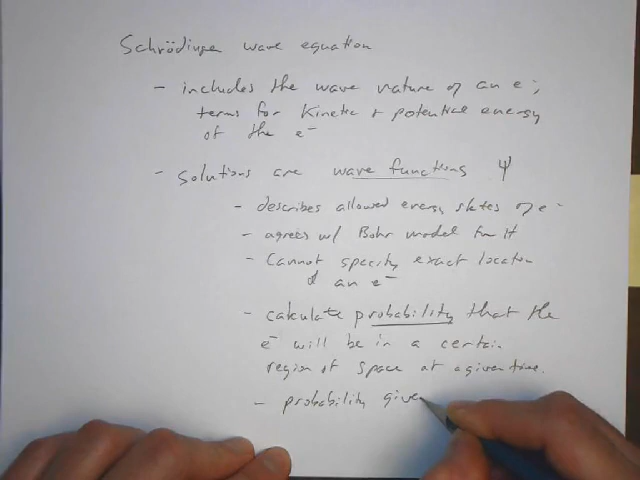 Schrödinger wave equation
- includes the wave nature of an e⁻;
terms for Kinetic + potential energy
of the e⁻
- solutions are wave functions ψ
- describes allowed energy states of e⁻
- agrees w/ Bohr model for H
- Cannot specify exact location
of an e⁻
- calculate probability that the
e⁻ will be in a certain
region of space at a given time.
- probability give